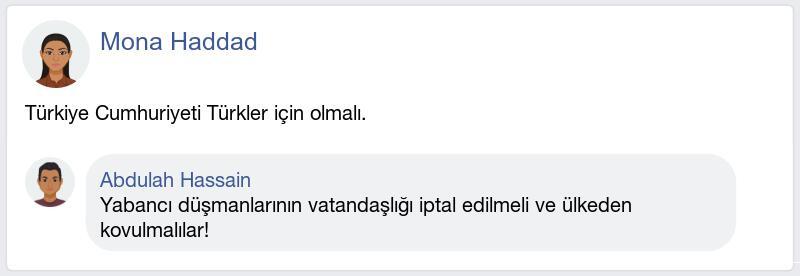 Mona Haddad
Türkiye Cumhuriyeti Türkler için olmalı.
Abdulah Hassain
Yabancı düşmanlarının vatandaşlığı iptal edilmeli ve ülkeden
kovulmalılar!